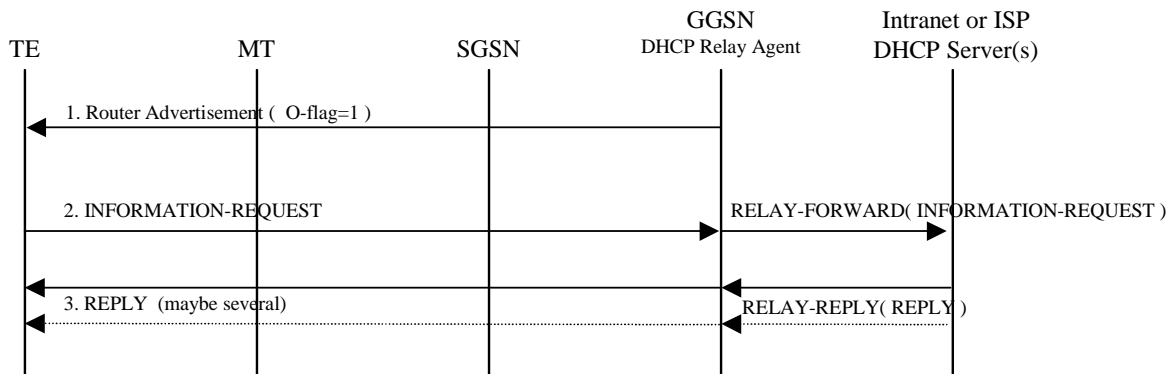 GGSN
Intranet or ISP
TE
MT
SGSN
DHCP Relay Agent
DHCP Server(s)
1. Router Advertisement ( O-flag=1 )
2. INFORMATION-REQUEST
RELAY-FORWARD( INFORMATION-REQUEST )
3. REPLY (maybe several)
RELAY-REPLY( REPLY )